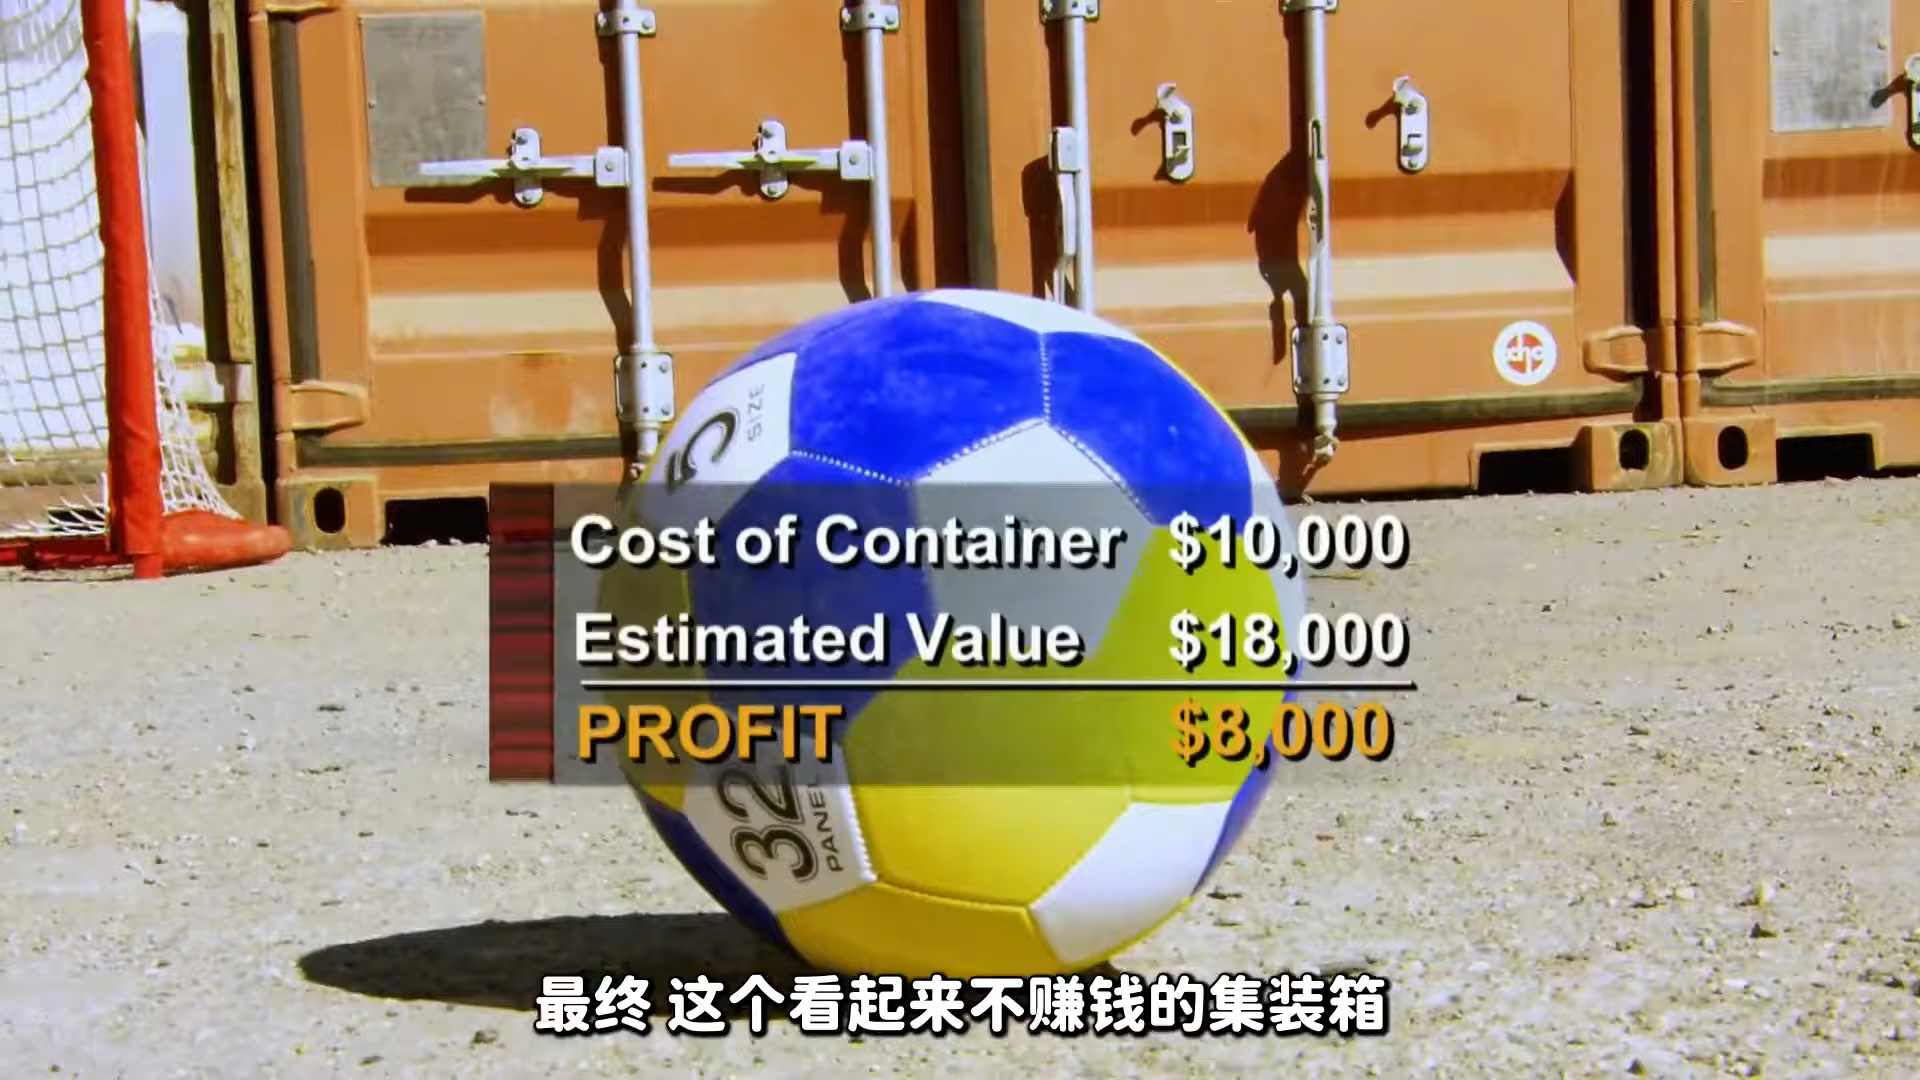 chc
5
SIZE
Cost of Container $10,000
Estimated Value $18,000
PROFIT $8,000
32
PANEL
最终 这个看起来不赚钱的集装箱